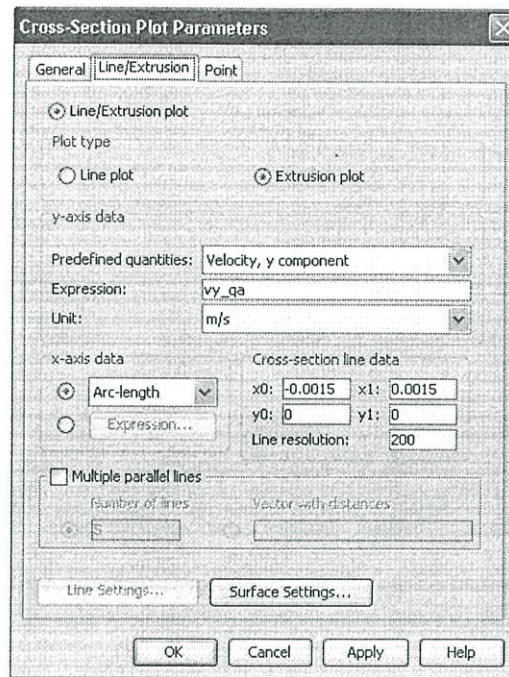 Cross-Section Plot Parameters
General Line/Extrusion Point
Line/Extrusion plot
Plot type
Line plot Extrusion plot
y-axis data
Predefined quantities: Velocity, y component
Expression: vy_qa
Unit: m/s
x-axis data Cross-section line data
Arc-length x0: -0.0015 x1: 0.0015
Expression... y0: 0 y1: 0
Line resolution: 200
Multiple parallel lines
Number of lines Vector with distances
5
Line Settings... Surface Settings...
OK Cancel Apply Help